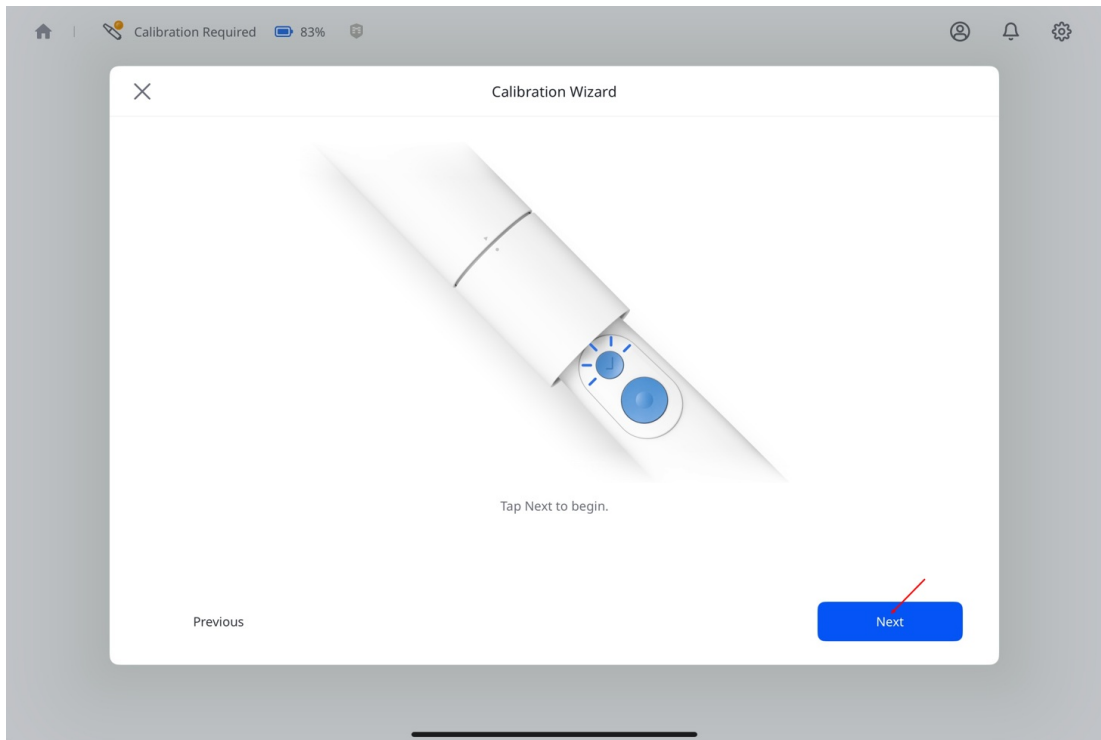 Calibration Required 83%
Calibration Wizard
Tap Next to begin.
Previous
Next